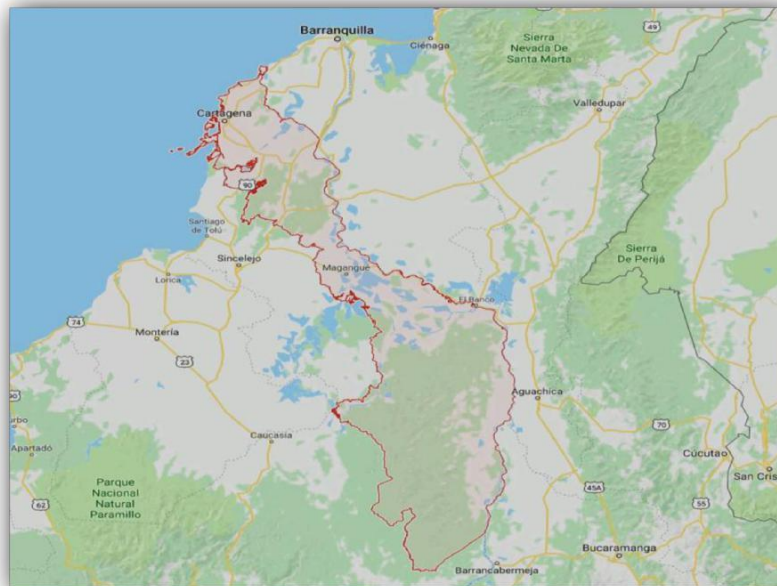 Barranquilla
Ciénaga
Sierra
Nevada De
Santa Marta
49
Valledupar
Cartagena
90
Santiago
de Tolú
Sincelejo
Magangué
Lorica
El Banco
Sierra
De Perijá
74
Montería
23
Aguachica
70
Caucasia
Cúcuta
Apartadó
Parque
Nacional
Natural
Paramillo
62
45A
55
San Cris
Bucaramanga
Barrancabermeja